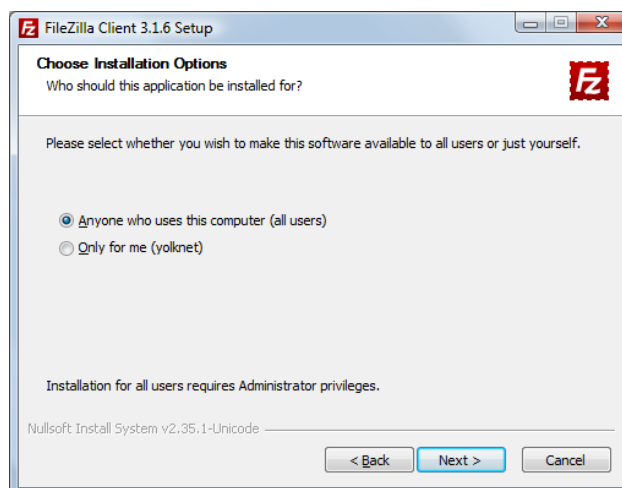 FileZilla Client 3.1.6 Setup
Choose Installation Options
Who should this application be installed for?
Fz
Please select whether you wish to make this software available to all users or just yourself.
Anyone who uses this computer (all users)
Only for me (yolknet)
Installation for all users requires Administrator privileges.
Nullsoft Install System v2.35.1-Unicode
< Back Next > Cancel